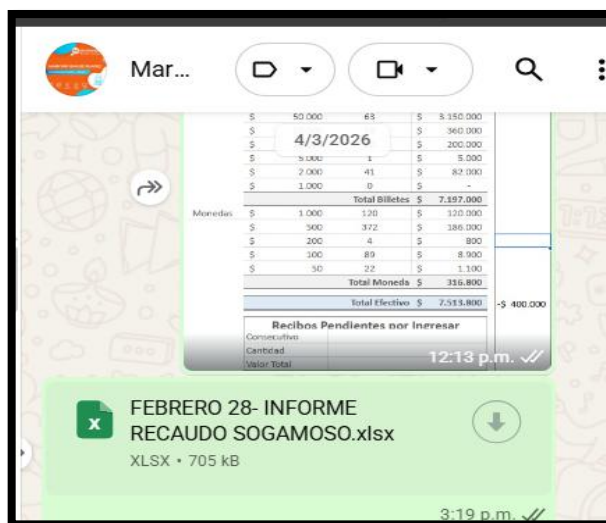 Mar...
$ 50.000 63 $ 3.150.000
$ $ 360.000
4/3/2026
$ $ 200.000
$ 5.000 1 $ 5.000
$ 2.000 41 $ 82.000
$ 1.000 0 $ -
Total Billetes $ 7.197.000
Monedas $ 1.000 120 $ 120.000
$ 500 372 $ 186.000
$ 200 4 $ 800
$ 100 89 $ 8.900
$ 50 22 $ 1.100
Total Moneda $ 316.800
Total Efectivo $ 7.513.800 -$ 400.000
Recibos Pendientes por Ingresar
Consecutivo
Cantidad
Valor Total
12:13 p.m.
FEBRERO 28- INFORME
RECAUDO SOGAMOSO.xlsx
XLSX • 705 kB
3:19 p.m.